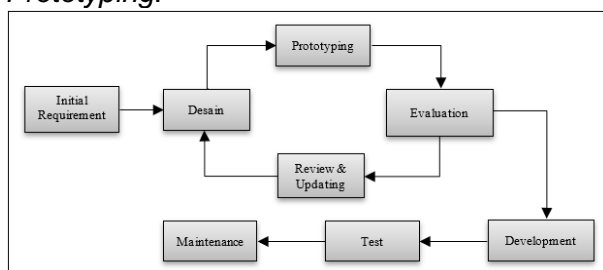 Prototyping.
Prototyping
Initial
Requirement
Desain
Evaluation
Review &
Updating
Maintenance
Test
Development